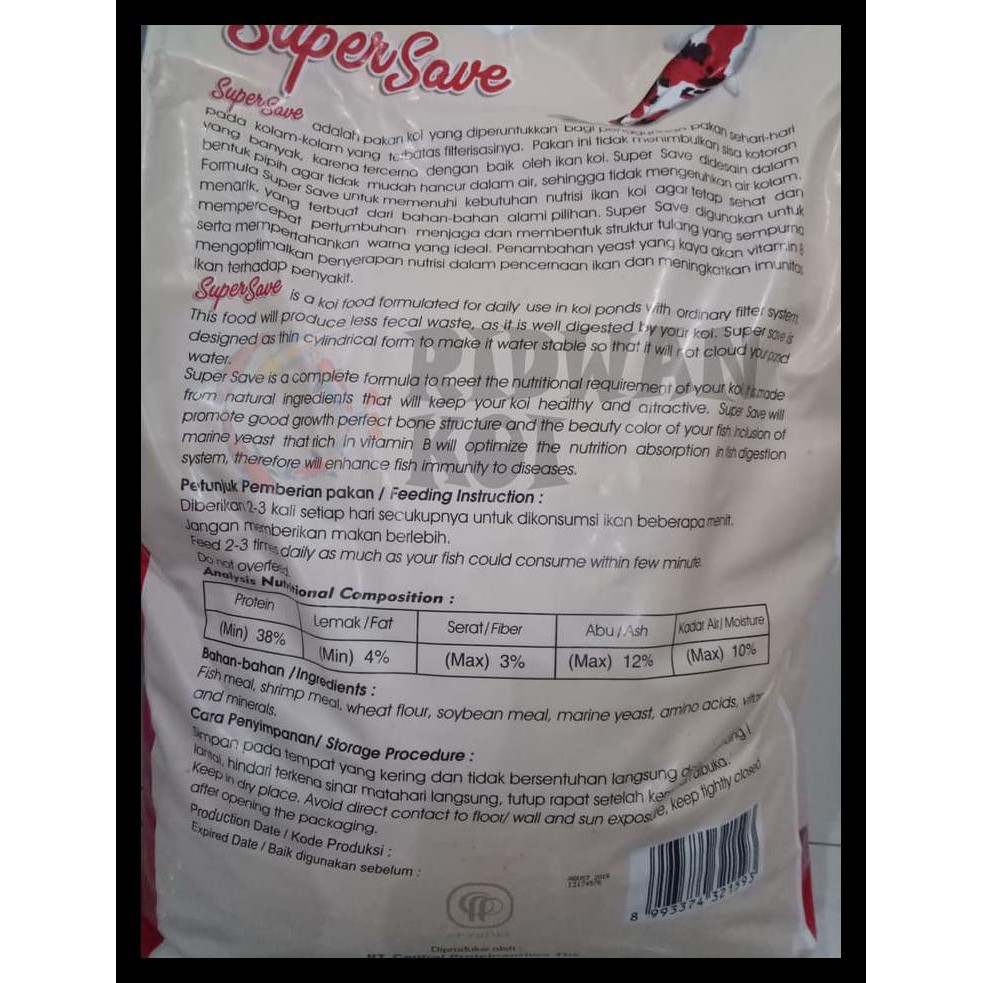 Super Save
Super Save adalah pakan koi yang diperuntukkan bagi pakan sehari-hari
pada kolam-kolam yang terbatas filterisasinya. Pakan ini tidak menimbulkan sisa kotoran
yang banyak, karena tercerna dengan baik oleh ikan koi. Super Save didesain dalam
bentuk pipih agar tidak mudah hancur dalam air, sehingga tidak mengeruhkan air kolam.
Formula Super Save untuk memenuhi kebutuhan nutrisi ikan koi agar tetap sehat dan
menarik, yang terbuat dari bahan-bahan alami pilihan. Super Save digunakan untuk
mempercepat pertumbuhan menjaga dan membentuk struktur tulang yang sempurna
serta mempertahankan warna yang ideal. Penambahan yeast yang kaya akan vitamin B
mengoptimalkan penyerapan nutrisi dalam pencernaan ikan dan meningkatkan imunitas
ikan terhadap penyakit.
Super Save is a koi food formulated for daily use in koi ponds with ordinary filter system.
This food will produce less fecal waste, as it is well digested by your koi. Super save is
designed as thin cylindrical form to make it water stable so that it will not cloud your pond
water.
Super Save is a complete formula to meet the nutritional requirement of your koi. It is made
from natural ingredients that will keep your koi healthy and attractive. Super Save will
promote good growth perfect bone structure and the beauty color of your fish. Inclusion of
marine yeast that rich in vitamin B will optimize the nutrition absorption in fish digestion
system, therefore will enhance fish immunity to diseases.
RIDWAN
KOI
Petunjuk Pemberian pakan / Feeding Instruction :
Diberikan 2-3 kali setiap hari secukupnya untuk dikonsumsi ikan beberapa menit.
Jangan memberikan makan berlebih.
Feed 2-3 times daily as much as your fish could consume within few minute.
Do not overfeed.
Analysis Nutritional Composition :
Protein Lemak/Fat Serat/Fiber Abu/Ash Kadar Air/Moisture
(Min) 38% (Min) 4% (Max) 3% (Max) 12% (Max) 10%
Bahan-bahan /Ingredients :
Fish meal, shrimp meal, wheat flour, soybean meal, marine yeast, amino acids,
and minerals.
Cara Penyimpanan/ Storage Procedure :
Simpan pada tempat yang kering dan tidak bersentuhan langsung
lantai, hindari terkena sinar matahari langsung, tutup rapat setelah dibuka.
Keep in dry place. Avoid direct contact to floor/ wall and sun exposure, keep tightly closed
after opening the packaging.
Production Date / Kode Produksi :
Expired Date / Baik digunakan sebelum :
8 993374 321593
Diproduksi oleh :